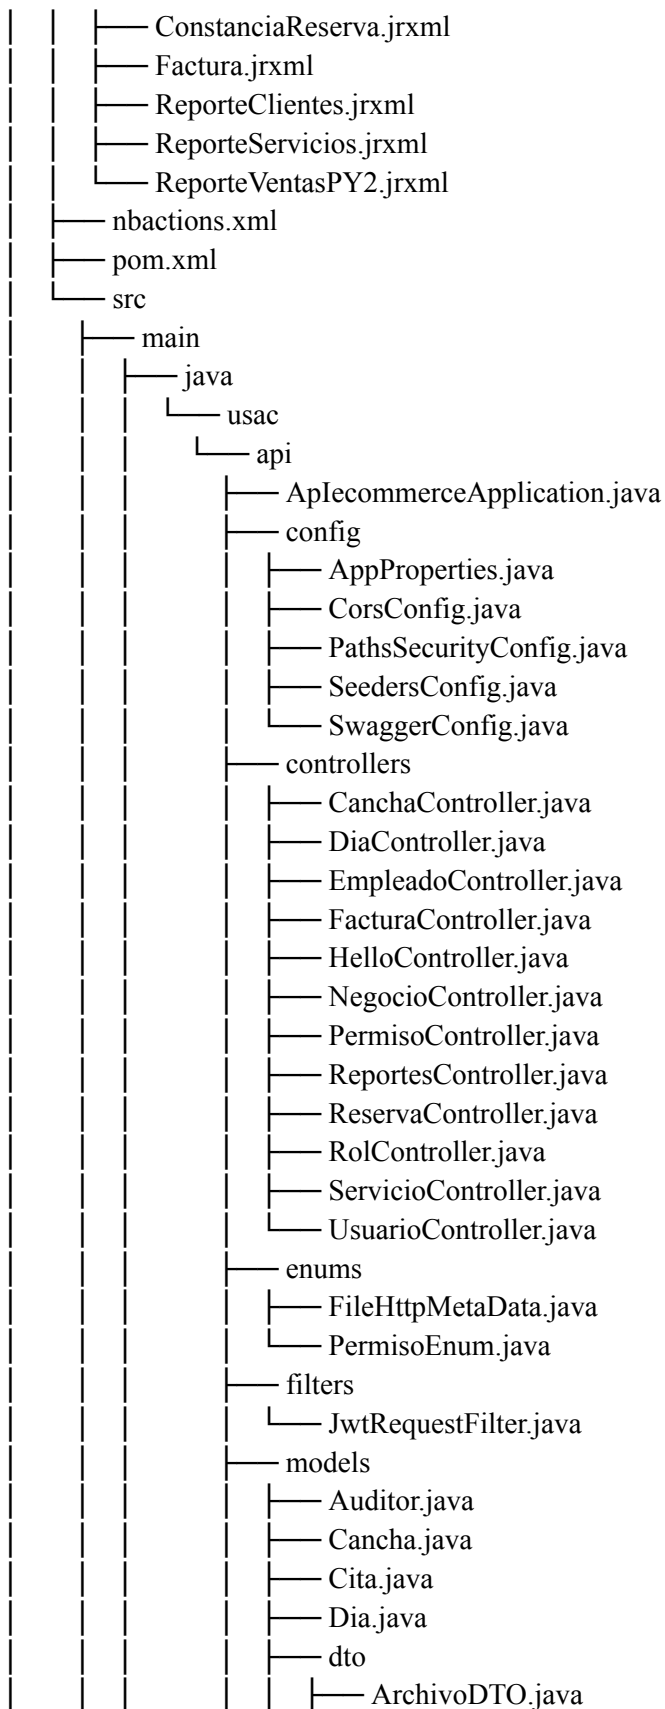 ConstanciaReserva.jrxml
Factura.jrxml
ReporteClientes.jrxml
ReporteServicios.jrxml
ReporteVentasPY2.jrxml
nbactions.xml
pom.xml
src
main
java
usac
api
ApIecommerceApplication.java
config
AppProperties.java
CorsConfig.java
PathsSecurityConfig.java
SeedersConfig.java
SwaggerConfig.java
controllers
CanchaController.java
DiaController.java
EmpleadoController.java
FacturaController.java
HelloController.java
NegocioController.java
PermisoController.java
ReportesController.java
ReservaController.java
RolController.java
ServicioController.java
UsuarioController.java
enums
FileHttpMetaData.java
PermisoEnum.java
filters
JwtRequestFilter.java
models
Auditor.java
Cancha.java
Cita.java
Dia.java
dto
ArchivoDTO.java